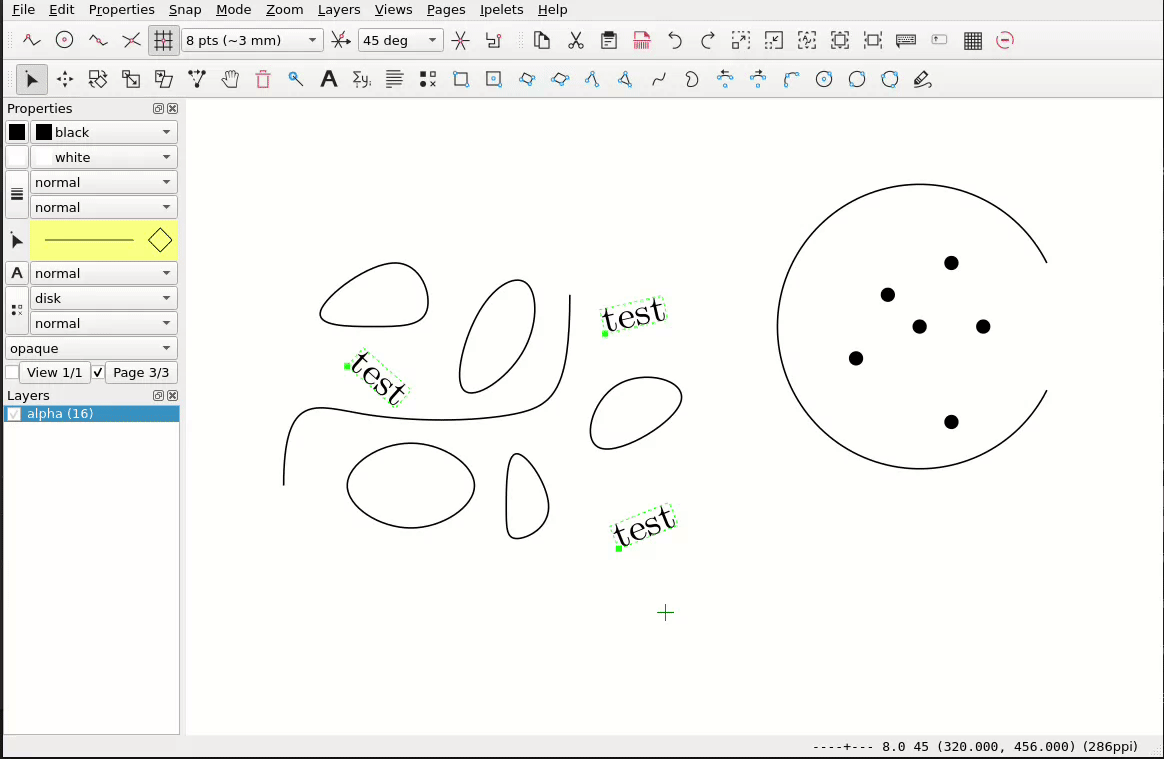 File Edit Properties Snap Mode Zoom Layers Views Pages Ipelets Help
8 pts (~3 mm) 45 deg
A Σy,
Properties
black
white
normal
normal
A normal
disk
normal
opaque
View 1/1 Page 3/3
Layers
alpha (16)
test
test
test
----+--- 8.0 45 (320.000, 456.000) (286ppi)